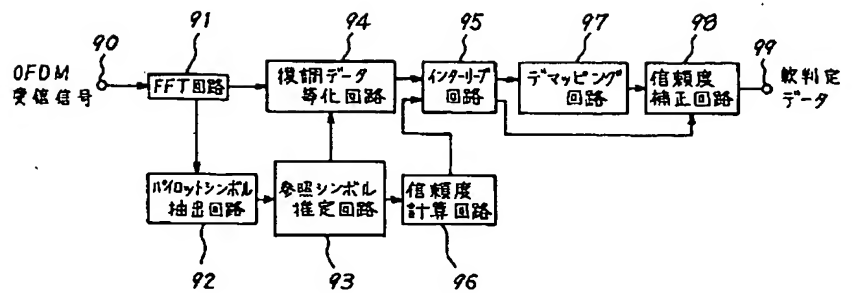 90
OFDM
受信信号
91
FFT回路
94
復調データ
等化回路
95
インターリーブ
回路
97
デマッピング
回路
98
信頼度
補正回路
99
軟判定
データ
パイロットシンボル
抽出回路
92
参照シンボル
推定回路
93
信頼度
計算回路
96